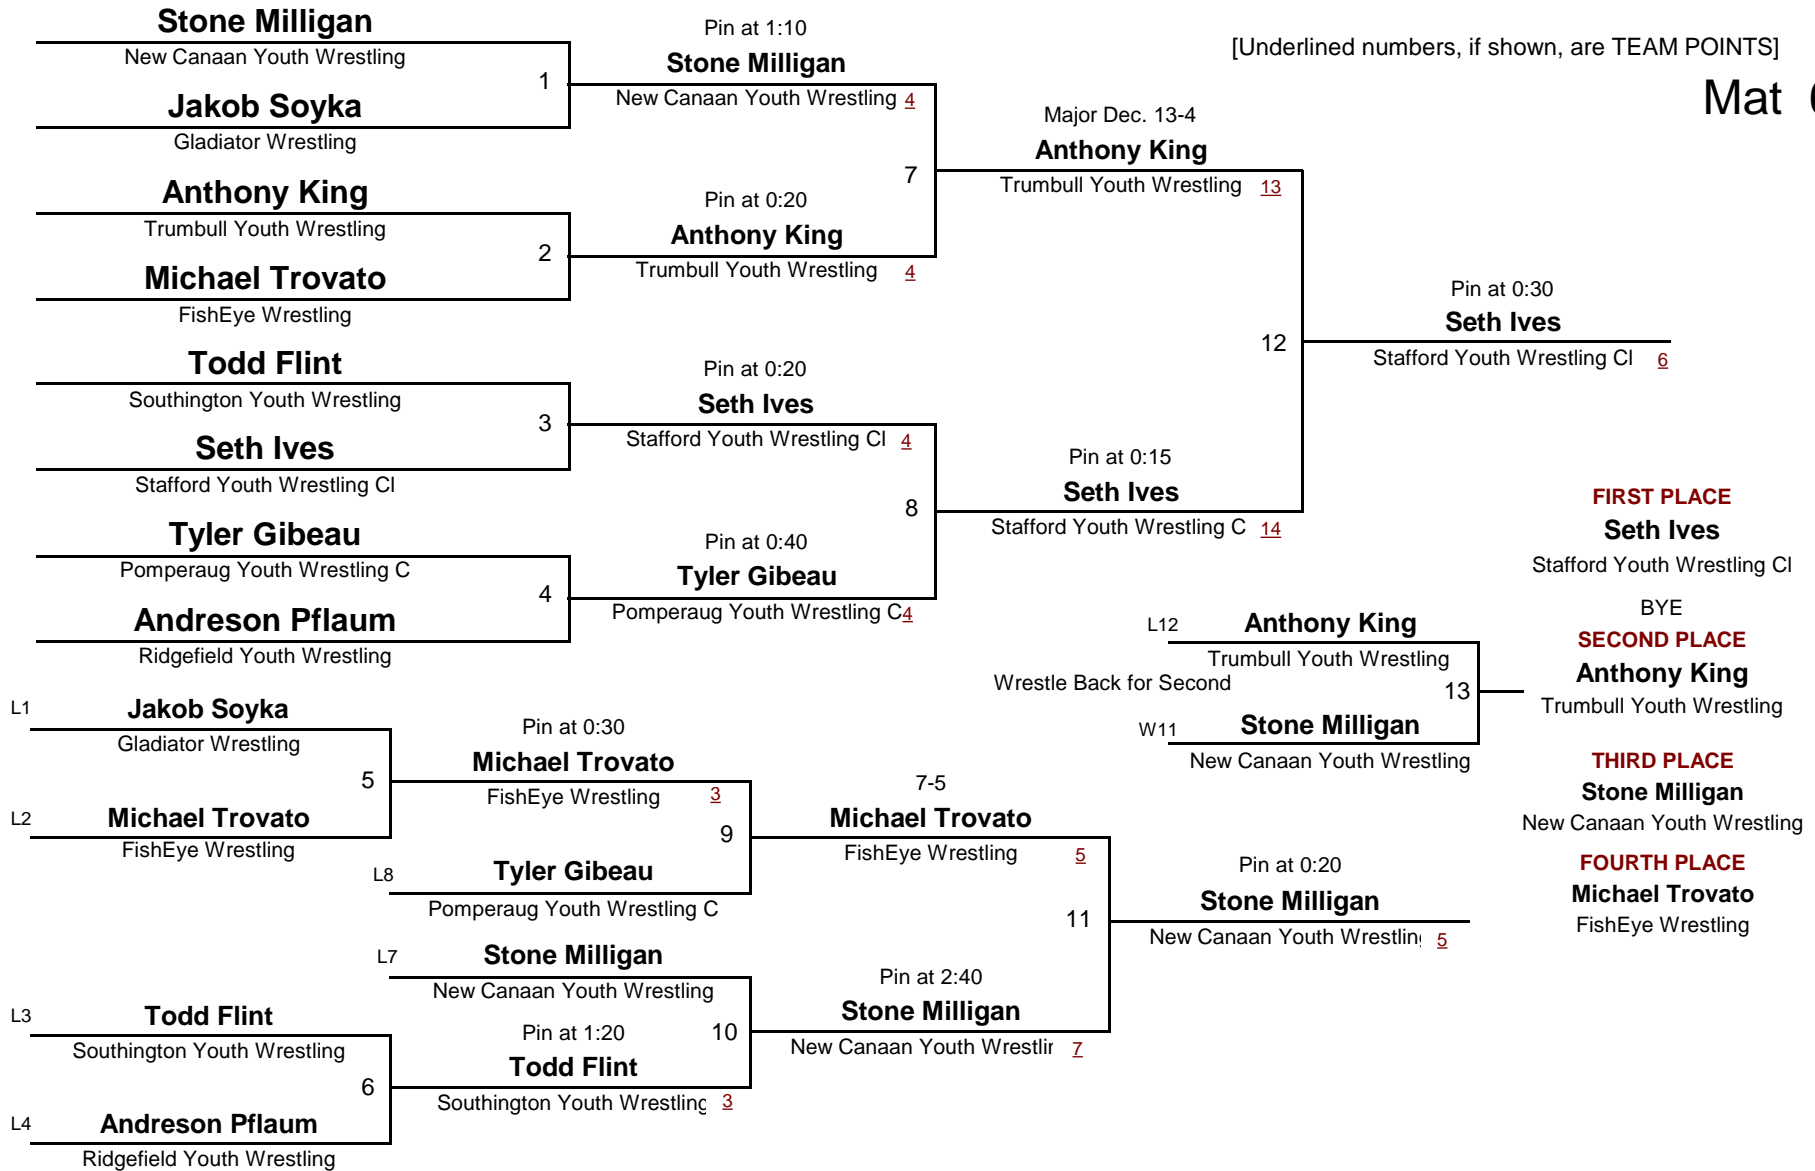 Stone Milligan
New Canaan Youth Wrestling
1
Jakob Soyka
Gladiator Wrestling
Anthony King
Trumbull Youth Wrestling
2
Michael Trovato
FishEye Wrestling
Todd Flint
Southington Youth Wrestling
3
Seth Ives
Stafford Youth Wrestling Cl
Tyler Gibeau
Pomperaug Youth Wrestling C
4
Andreson Pflaum
Ridgefield Youth Wrestling
Pin at 1:10
Stone Milligan
New Canaan Youth Wrestling 4
7
Pin at 0:20
Anthony King
Trumbull Youth Wrestling 4
Pin at 0:20
Seth Ives
Stafford Youth Wrestling Cl 4
8
Pin at 0:40
Tyler Gibeau
Pomperaug Youth Wrestling C 4
[Underlined numbers, if shown, are TEAM POINTS]
Mat
Major Dec. 13-4
Anthony King
Trumbull Youth Wrestling 13
12
Pin at 0:15
Seth Ives
Stafford Youth Wrestling C 14
Pin at 0:30
Seth Ives
Stafford Youth Wrestling Cl 6
L12 Anthony King
Trumbull Youth Wrestling
Wrestle Back for Second
13
W11 Stone Milligan
New Canaan Youth Wrestling
FIRST PLACE
Seth Ives
Stafford Youth Wrestling Cl
BYE
SECOND PLACE
Anthony King
Trumbull Youth Wrestling
THIRD PLACE
Stone Milligan
New Canaan Youth Wrestling
FOURTH PLACE
Michael Trovato
FishEye Wrestling
L1 Jakob Soyka
Gladiator Wrestling
5
L2 Michael Trovato
FishEye Wrestling
L3 Todd Flint
Southington Youth Wrestling
6
L4 Andreson Pflaum
Ridgefield Youth Wrestling
Pin at 0:30
Michael Trovato
FishEye Wrestling 3
9
L8 Tyler Gibeau
Pomperaug Youth Wrestling C
L7 Stone Milligan
New Canaan Youth Wrestling
Pin at 1:20 10
Todd Flint
Southington Youth Wrestling 3
7-5
Michael Trovato
FishEye Wrestling 5
11
Pin at 2:40
Stone Milligan
New Canaan Youth Wrestlin 7
Pin at 0:20
Stone Milligan
New Canaan Youth Wrestling 5